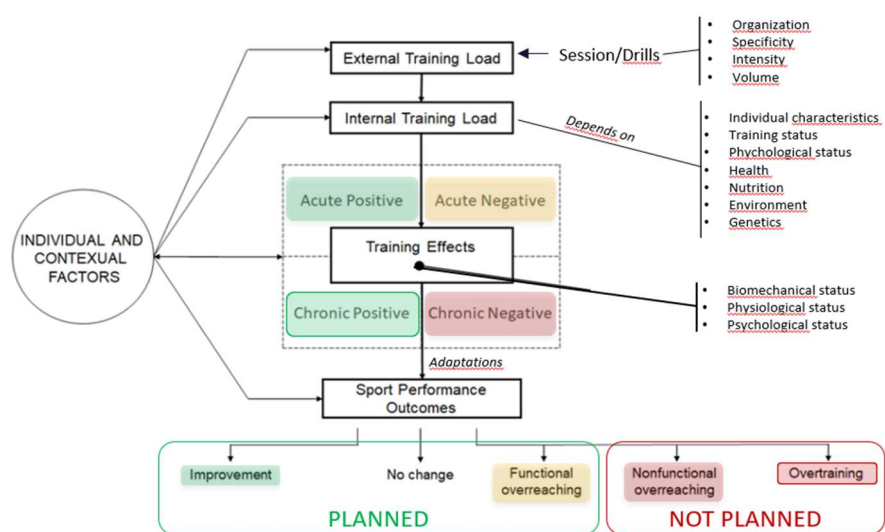 External Training Load
Session/Drills
• Organization
• Specificity
• Intensity
• Volume
Internal Training Load
Depends on
• Individual characteristics
• Training status
• Phychological status
• Health
• Nutrition
• Environment
• Genetics
Acute Positive
Acute Negative
INDIVIDUAL AND
CONTEXUAL
FACTORS
Training Effects
• Biomechanical status
• Physiological status
• Psychological status
Chronic Positive
Chronic Negative
Adaptations
Sport Performance
Outcomes
Improvement
No change
Functional
overreaching
Nonfunctional
overreaching
Overtraining
PLANNED
NOT PLANNED